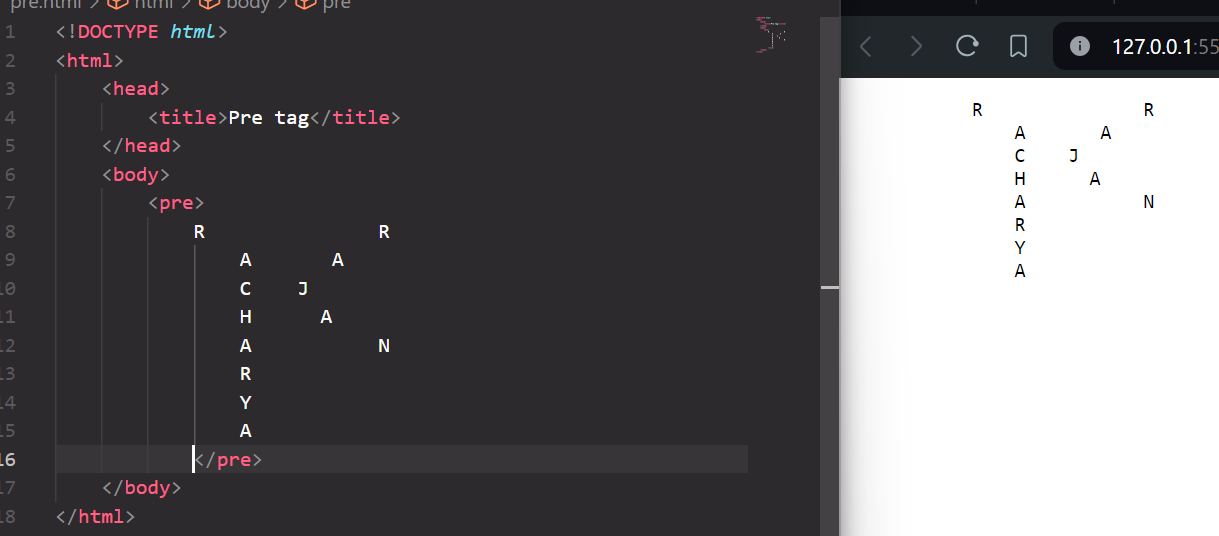 pre.html > html > body > pre
127.0.0.1:55
1 <!DOCTYPE html>
2 <html>
3     <head>
4         <title>Pre tag</title>
5     </head>
6     <body>
7         <pre>
8             R               R
9                 A       A
10                 C    J
11                 H      A
12                 A           N
13                 R
14                 Y
15                 A
16             </pre>
17     </body>
18 </html>
R               R
    A       A
    C    J
    H      A
    A           N
    R
    Y
    A